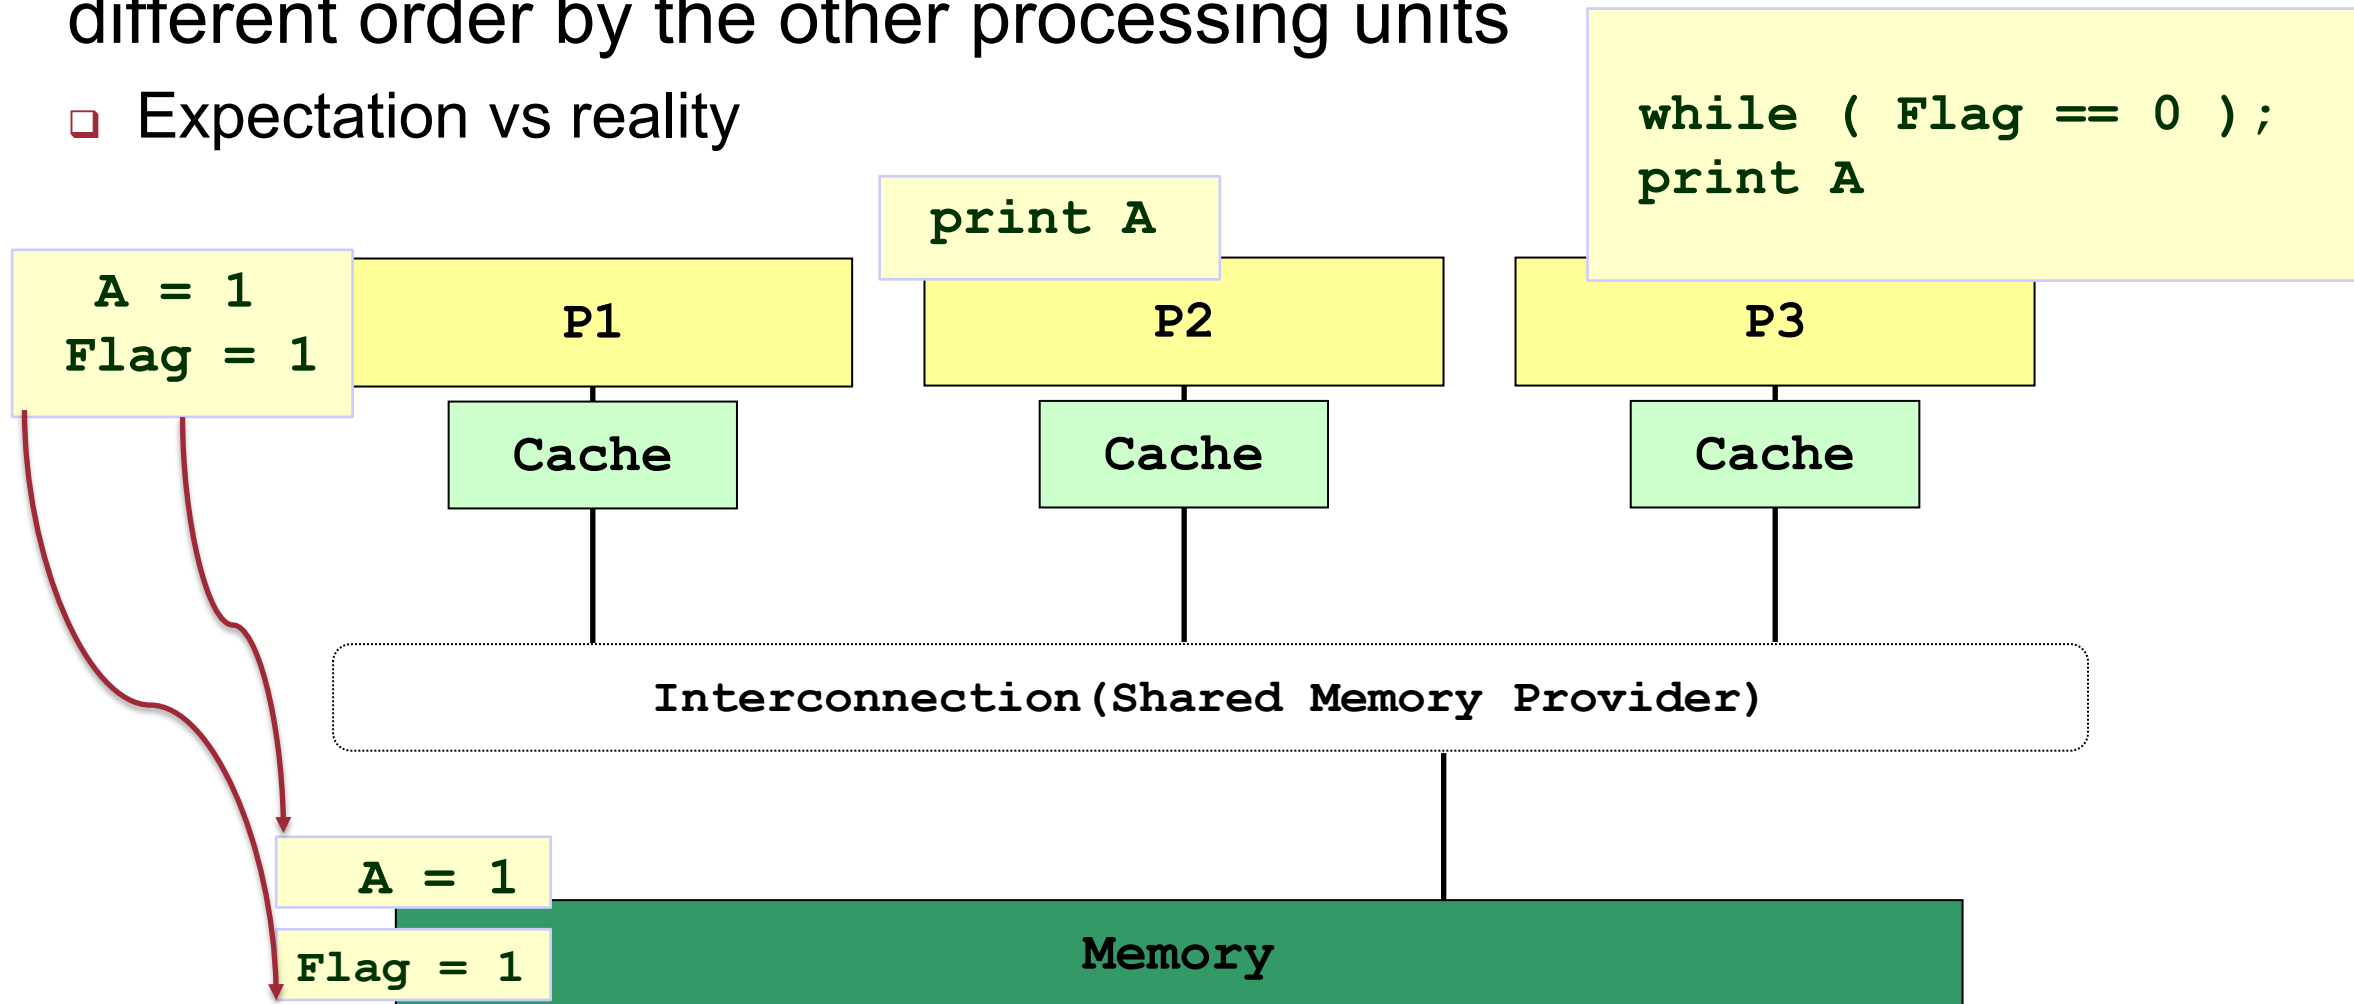 different order by the other processing units
Expectation vs reality
while ( Flag == 0 );
print A
print A
A = 1
Flag = 1
P1
P2
P3
Cache
Cache
Cache
Interconnection(Shared Memory Provider)
A = 1
Flag = 1
Memory